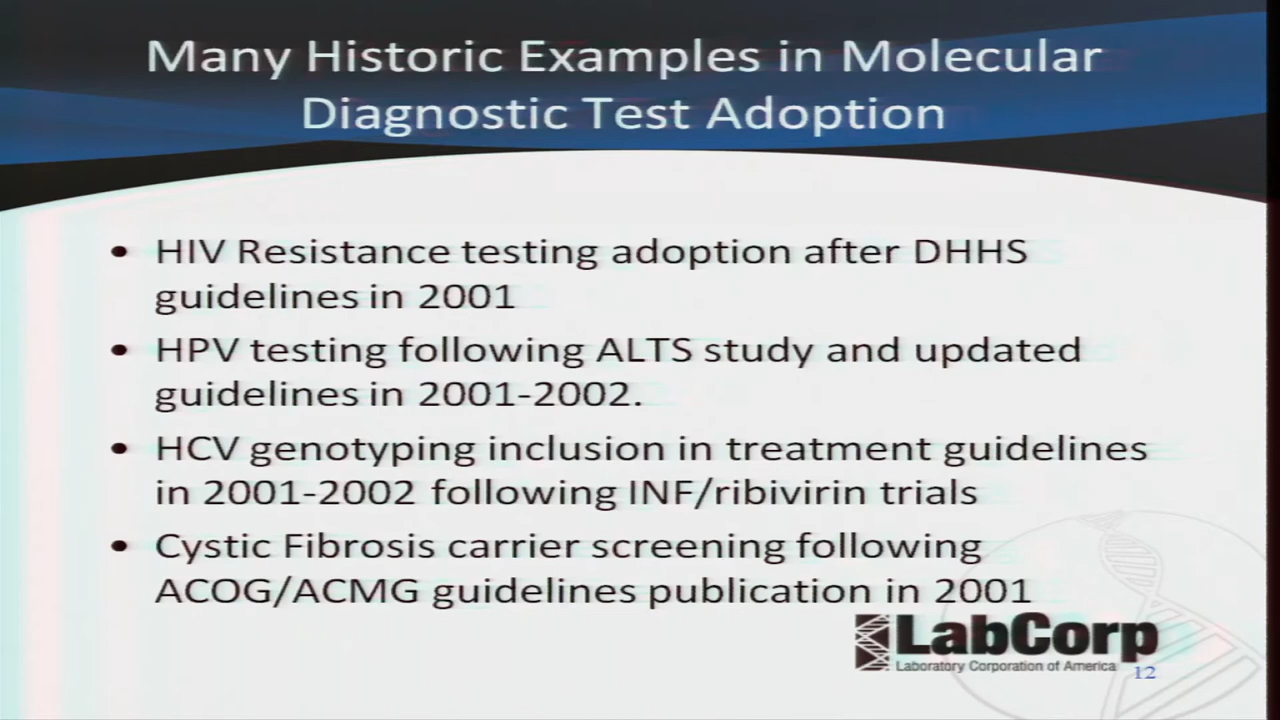 Many Historic Examples in Molecular
Diagnostic Test Adoption
• HIV Resistance testing adoption after DHHS
guidelines in 2001
• HPV testing following ALTS study and updated
guidelines in 2001-2002.
• HCV genotyping inclusion in treatment guidelines
in 2001-2002 following INF/ribivirin trials
• Cystic Fibrosis carrier screening following
ACOG/ACMG guidelines publication in 2001
LabCorp
Laboratory Corporation of America
12